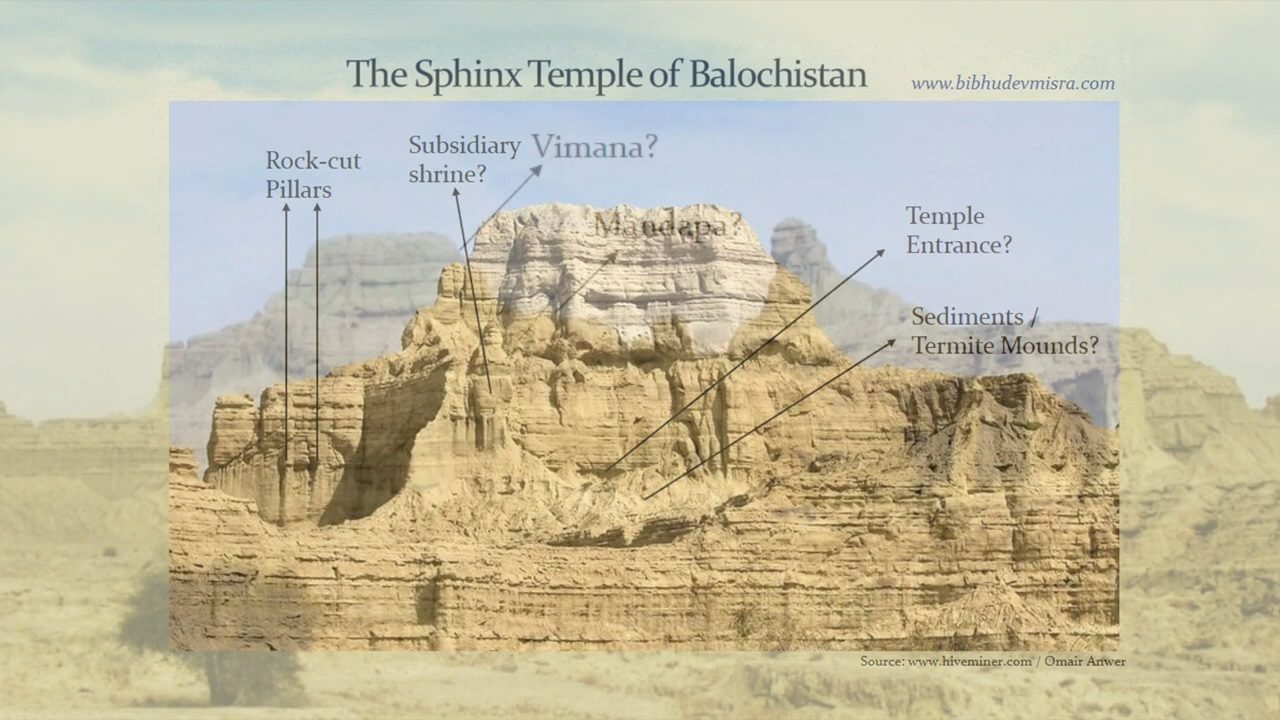 The Sphinx Temple of Balochistan
www.bibhudevmisra.com
Rock-cut
Pillars
Subsidiary
shrine?
Vimana?
Mandapa?
Temple
Entrance?
Sediments /
Termite Mounds?
Source: www.hiveminer.com / Omair Anwer